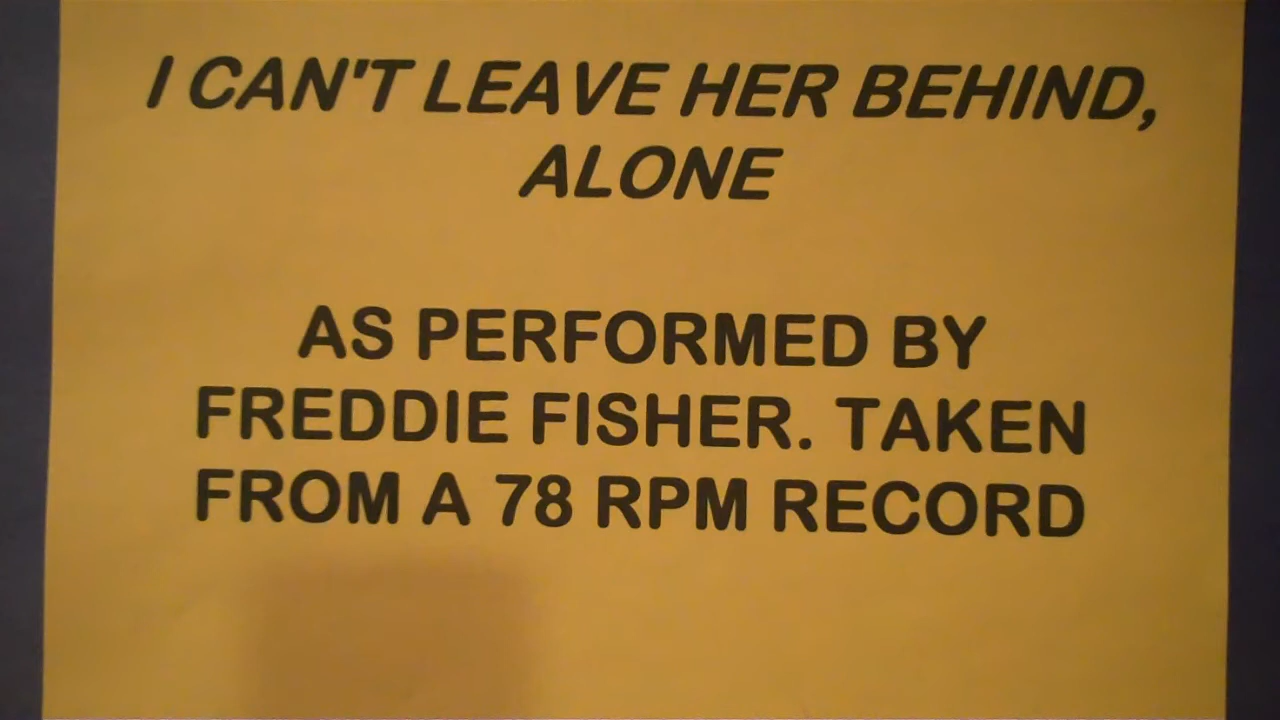 I CAN'T LEAVE HER BEHIND,
ALONE
AS PERFORMED BY
FREDDIE FISHER. TAKEN
FROM A 78 RPM RECORD